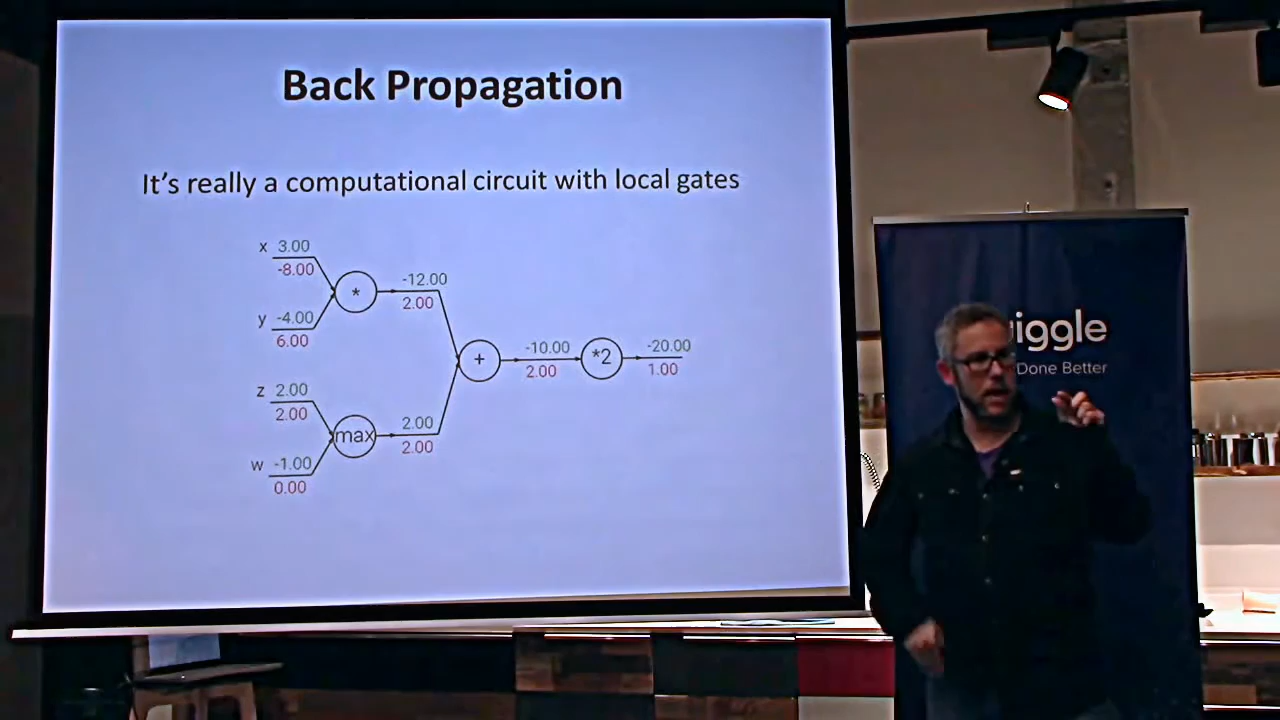 Back Propagation
It's really a computational circuit with local gates
x 3.00
-8.00
*
-12.00
2.00
y -4.00
6.00
+
-10.00
2.00
*2
-20.00
1.00
z 2.00
2.00
max
2.00
2.00
w -1.00
0.00
iggle
Done Better